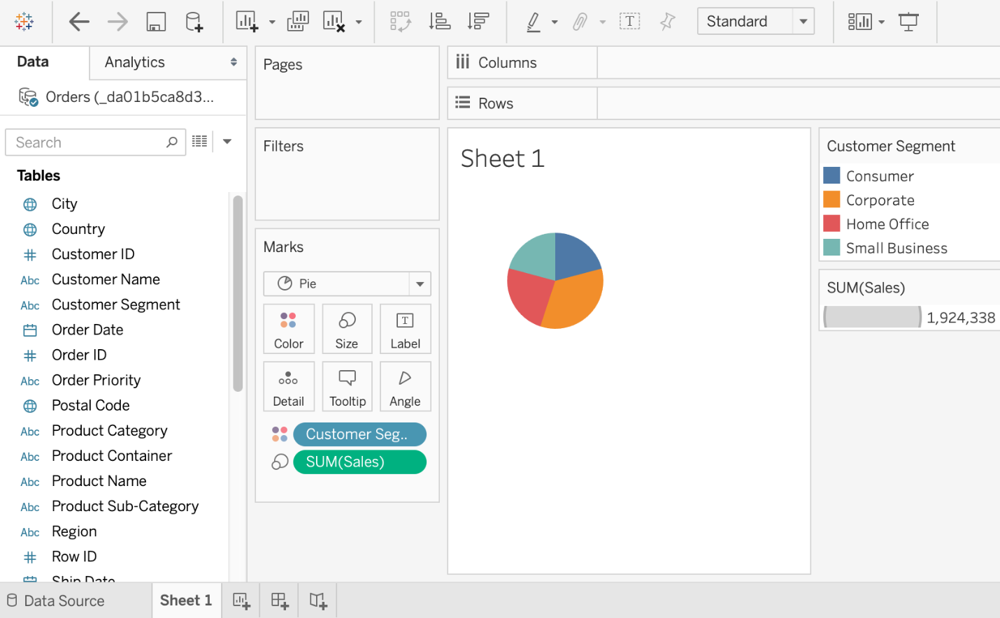 Standard
Data
Analytics
Orders (_da01b5ca8d3...
Search
Tables
City
Country
# Customer ID
Abc Customer Name
Abc Customer Segment
Order Date
# Order ID
Abc Order Priority
Postal Code
Abc Product Category
Abc Product Container
Abc Product Name
Abc Product Sub-Category
Abc Region
# Row ID
Ship Date
Pages
Filters
Marks
Pie
Color
Size
T
Label
Detail
Tooltip
Angle
Customer Seg..
SUM(Sales)
Columns
Rows
Sheet 1
Customer Segment
Consumer
Corporate
Home Office
Small Business
SUM(Sales)
1,924,338
Data Source
Sheet 1